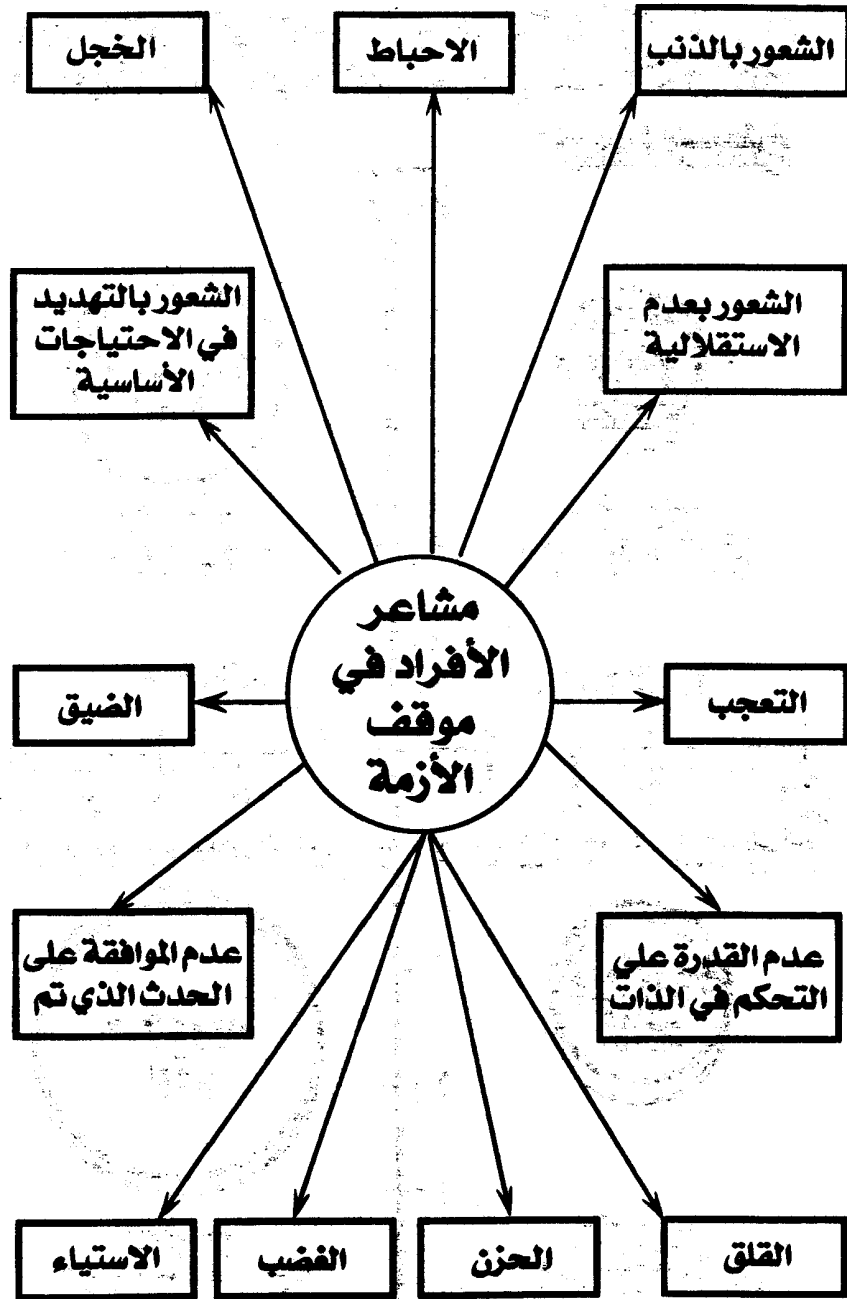 الشعور بالذنب
الاحباط
الخجل
الشعور بعدم
الاستقلالية
الشعور بالتهديد
في الاحتياجات
الأساسية
مشاعر
الأفراد في
موقف
الأزمة
التعجب
الضيق
عدم القدرة علي
التحكم في الذات
عدم الموافقة على
الحدث الذي تم
القلق
الحزن
الغضب
الاستياء